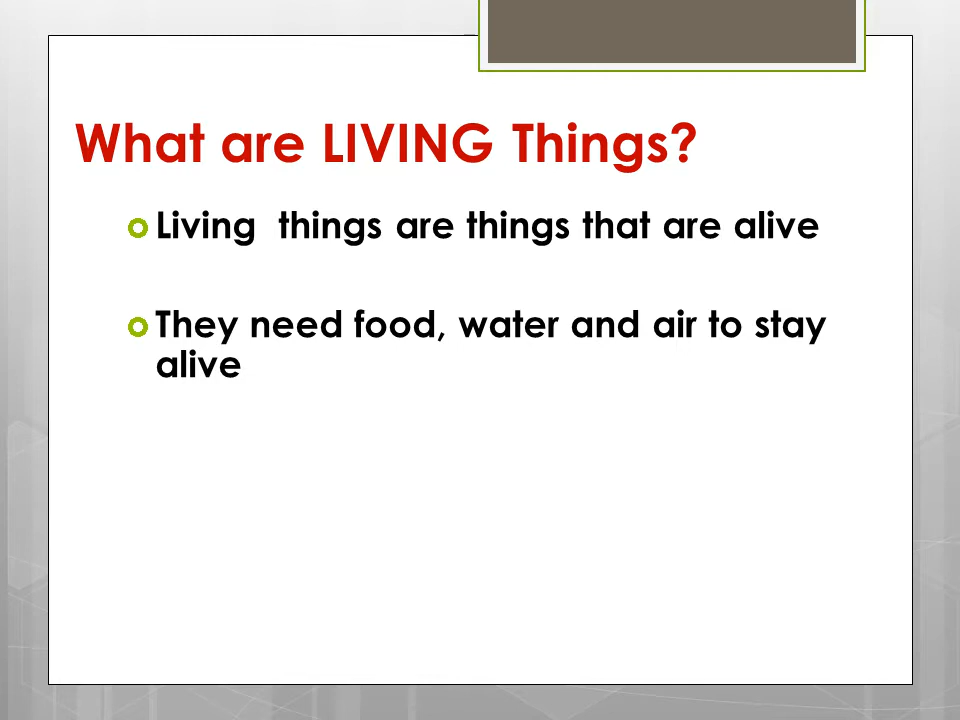 What are LIVING Things?
Living  things are things that are alive
They need food, water and air to stay
alive